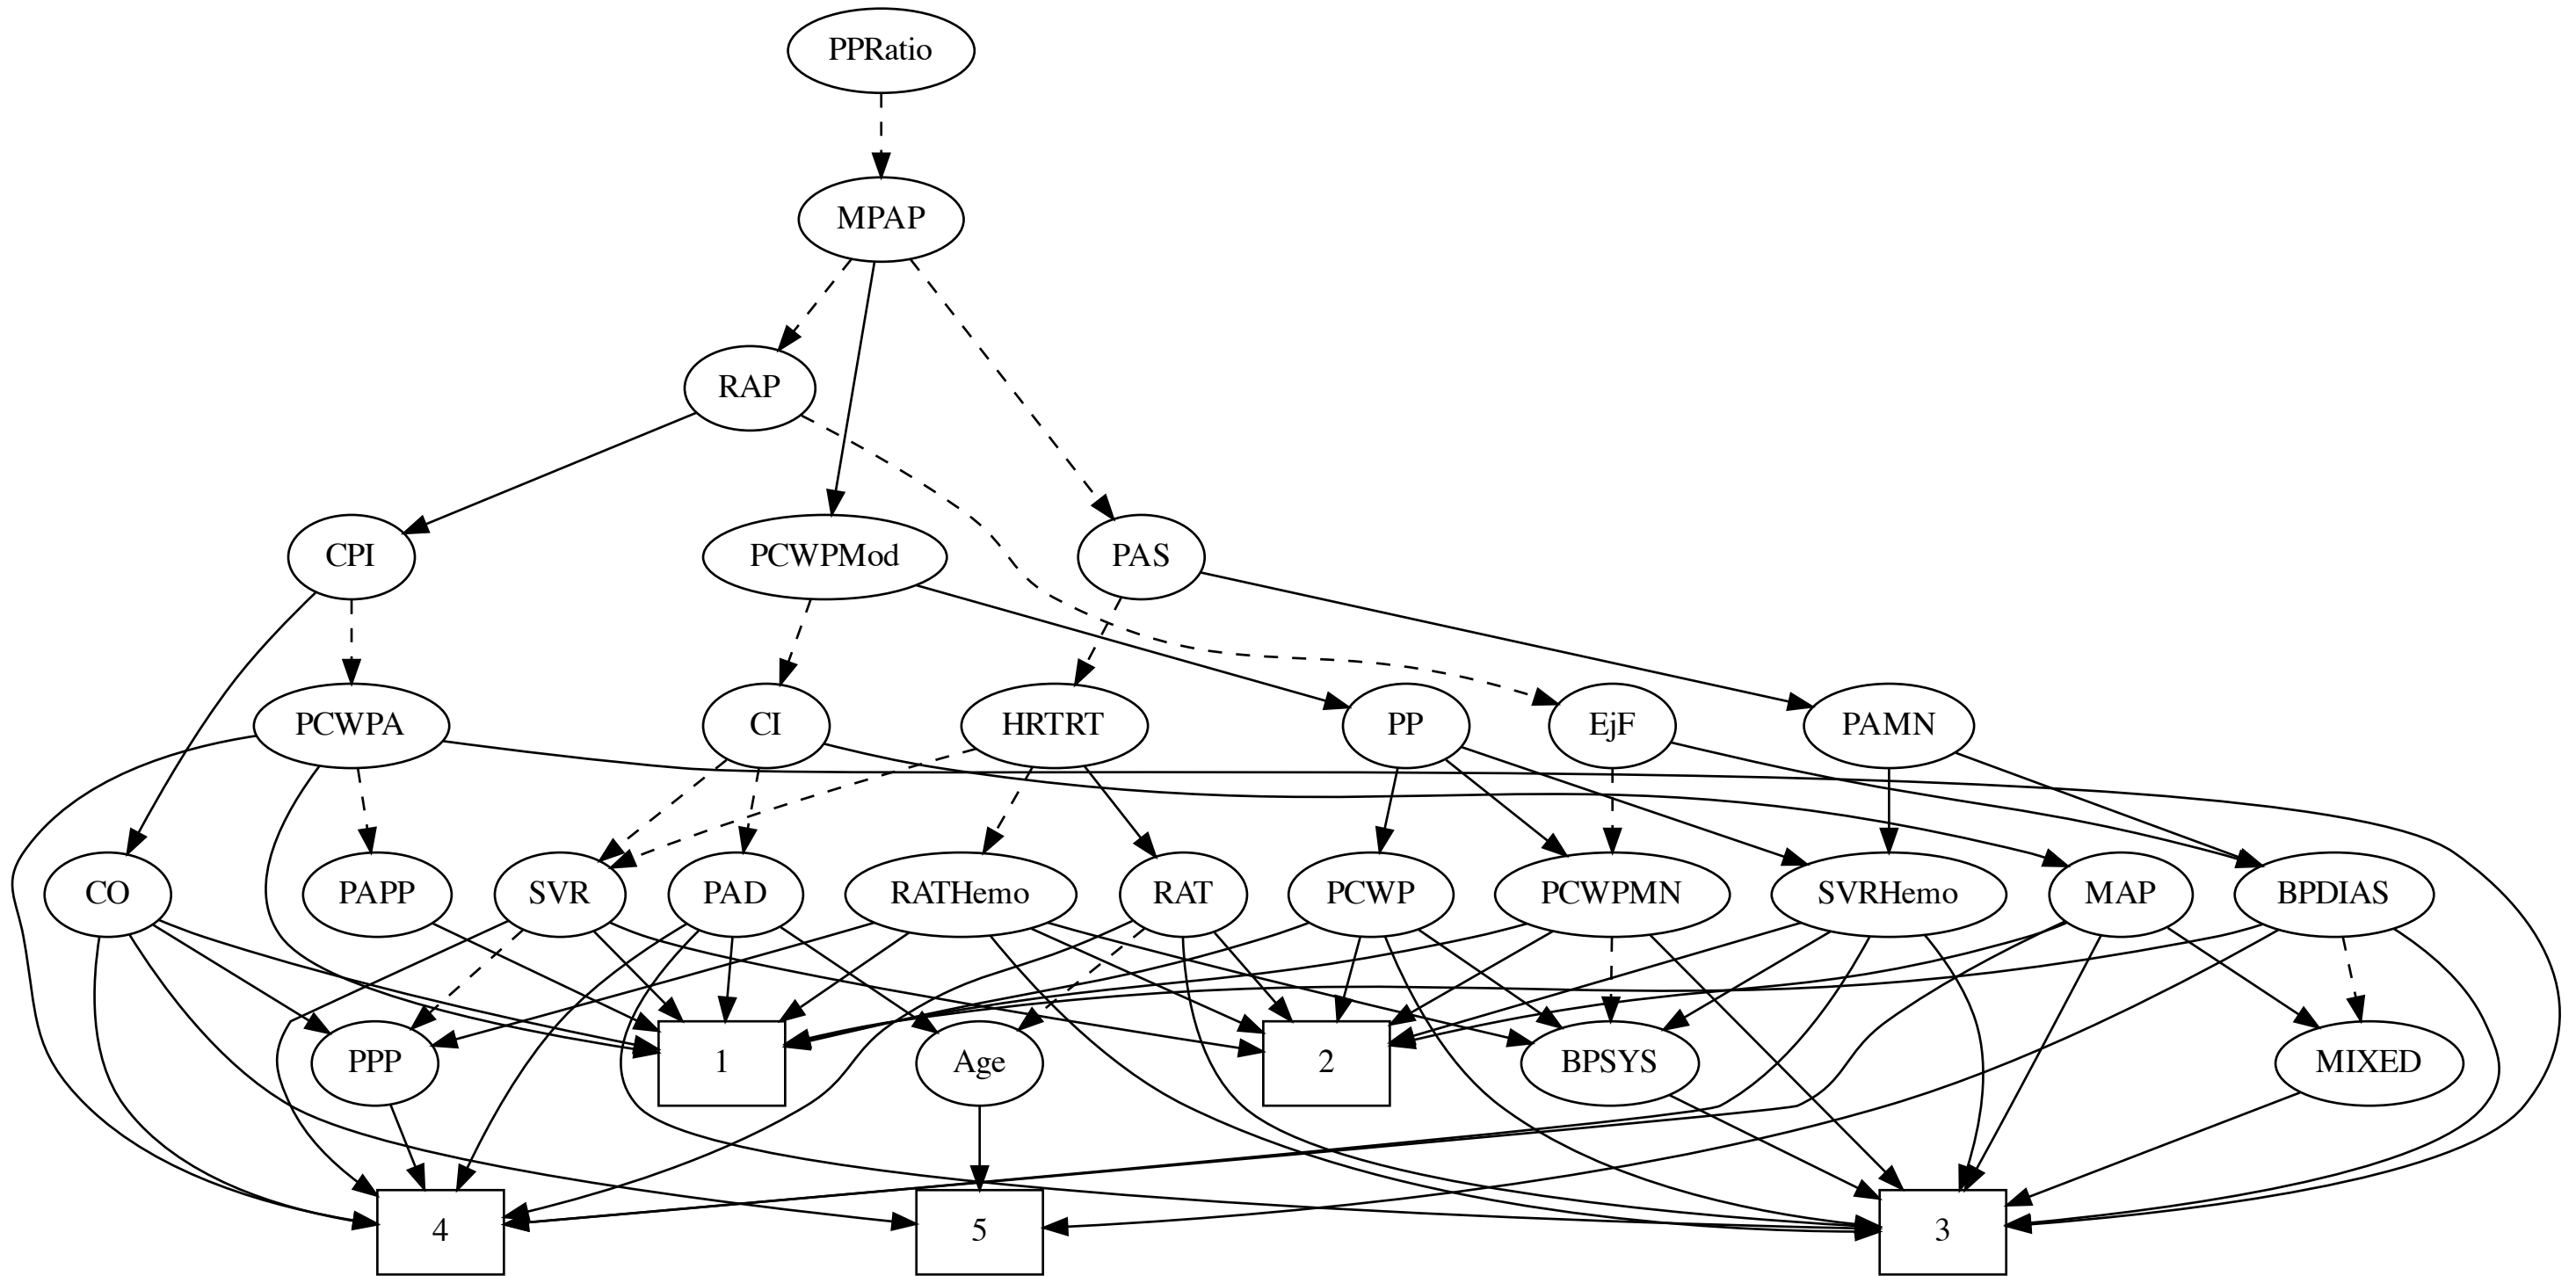 PPRatio
MPAP
RAP
CPI
PCWPMod
PAS
PCWPA
CI
HRTRT
PP
EjF
PAMN
CO
PAPP
SVR
PAD
RATHemo
RAT
PCWP
PCWPMN
SVRHemo
MAP
BPDIAS
PPP
1
Age
2
BPSYS
MIXED
4
5
3